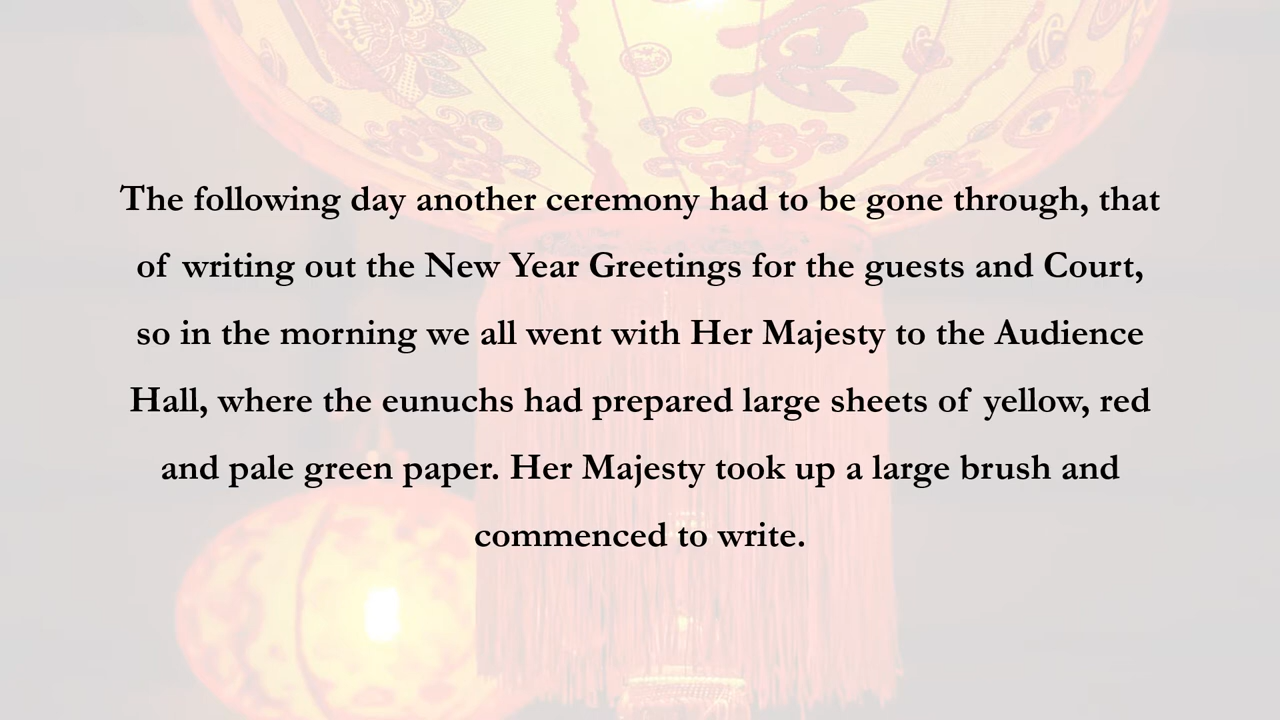 The following day another ceremony had to be gone through, that
of writing out the New Year Greetings for the guests and Court,
so in the morning we all went with Her Majesty to the Audience
Hall, where the eunuchs had prepared large sheets of yellow, red
and pale green paper. Her Majesty took up a large brush and
commenced to write.